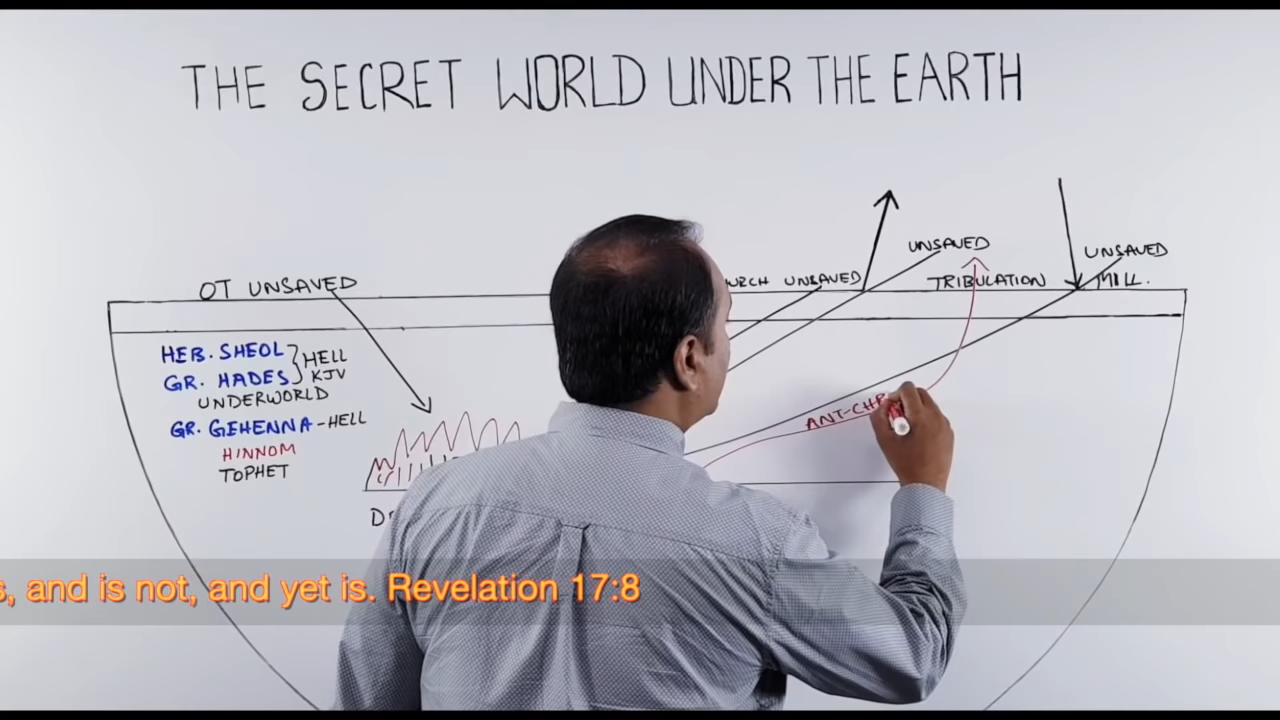 THE SECRET WORLD UNDER THE EARTH
UNSAVED
UNSAVED
OT UNSAVED
UNSAVED
TRIBULATION
MILL.
HEB. SHEOL
GR. HADES
HELL
KJV
UNDERWORLD
GR. GEHENNA - HELL
HINNOM
TOPHET
ANT-CHR
and is not, and yet is. Revelation 17:8